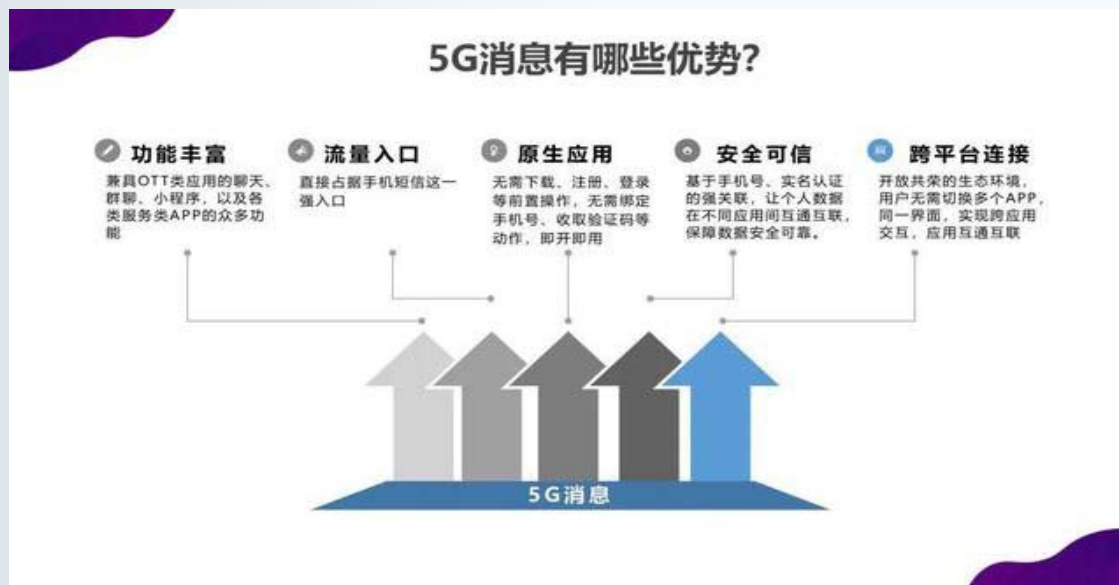 5G消息有哪些优势?
功能丰富
兼具OTT类应用的聊天、
群聊、小程序，以及各
类服务类APP的众多功
能
流量入口
直接占据手机短信这一
强入口
原生应用
无需下载、注册、登录
等前置操作，无需绑定
手机号、收取验证码等
动作，即开即用
安全可信
基于手机号、实名认证
的强关联，让个人数据
在不同应用间互通互联，
保障数据安全可靠。
跨平台连接
开放共荣的生态环境，
用户无需切换多个APP，
同一界面，实现跨应用
交互，应用互通互联
5G消息